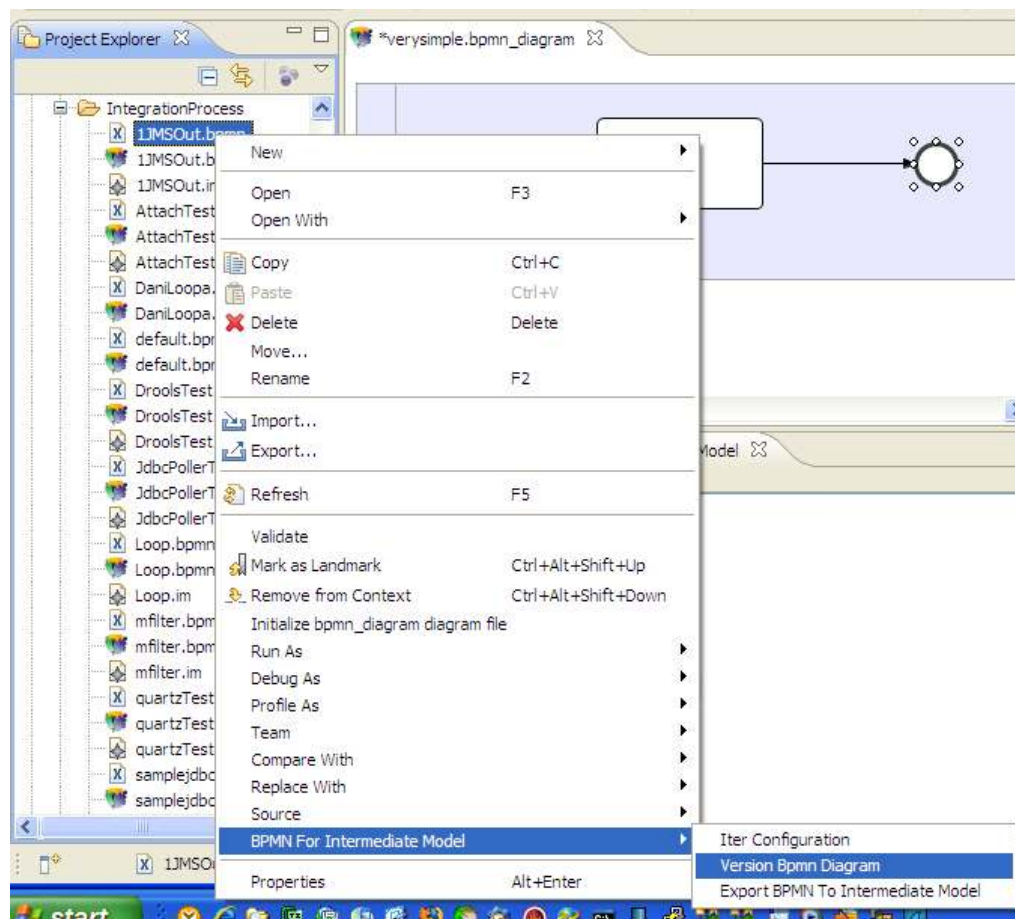 Project Explorer
*verysimple.bpmn_diagram
IntegrationProcess
1JMSOut.bpmn
1JMSOut.b
1JMSOut.in
AttachTest
AttachTest
AttachTest
DaniLoopa.
DaniLoopa.
default.bpr
default.bpr
DroolsTest
DroolsTest
DroolsTest
JdbcPollerT
JdbcPollerT
JdbcPollerT
Loop.bpmn
Loop.bpmn
Loop.im
mfilter.bpm
mfilter.bpm
mfilter.im
quartzTest
quartzTest
quartzTest
samplejdbc
samplejdbc
1JMSOu
New
Open F3
Open With
Copy Ctrl+C
Paste Ctrl+V
Delete Delete
Move...
Rename F2
Import...
Export...
Refresh F5
Validate
Mark as Landmark Ctrl+Alt+Shift+Up
Remove from Context Ctrl+Alt+Shift+Down
Initialize bpmn_diagram diagram file
Run As
Debug As
Profile As
Team
Compare With
Replace With
Source
BPMN For Intermediate Model
Properties Alt+Enter
Iter Configuration
Version Bpmn Diagram
Export BPMN To Intermediate Model
Model
start